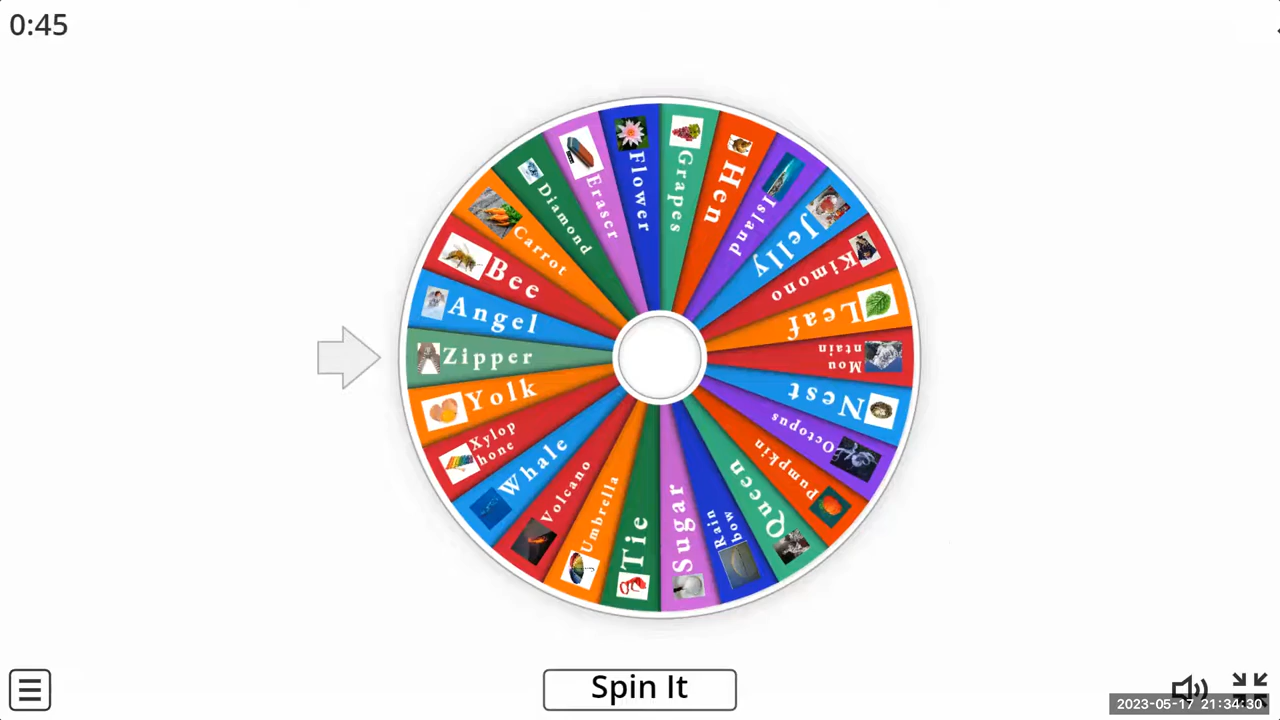 0:45
Angel
Bee
Carrot
Diamond
Eraser
Flower
Grapes
Hen
Island
Jelly
Kimono
Leaf
Mou
ntain
Nest
Octopus
Pumpkin
Queen
Rain
bow
Sugar
Tie
Umbrella
Volcano
Whale
Xylop
hone
Yolk
Zipper
Spin It
2023-05-17 21:34:30